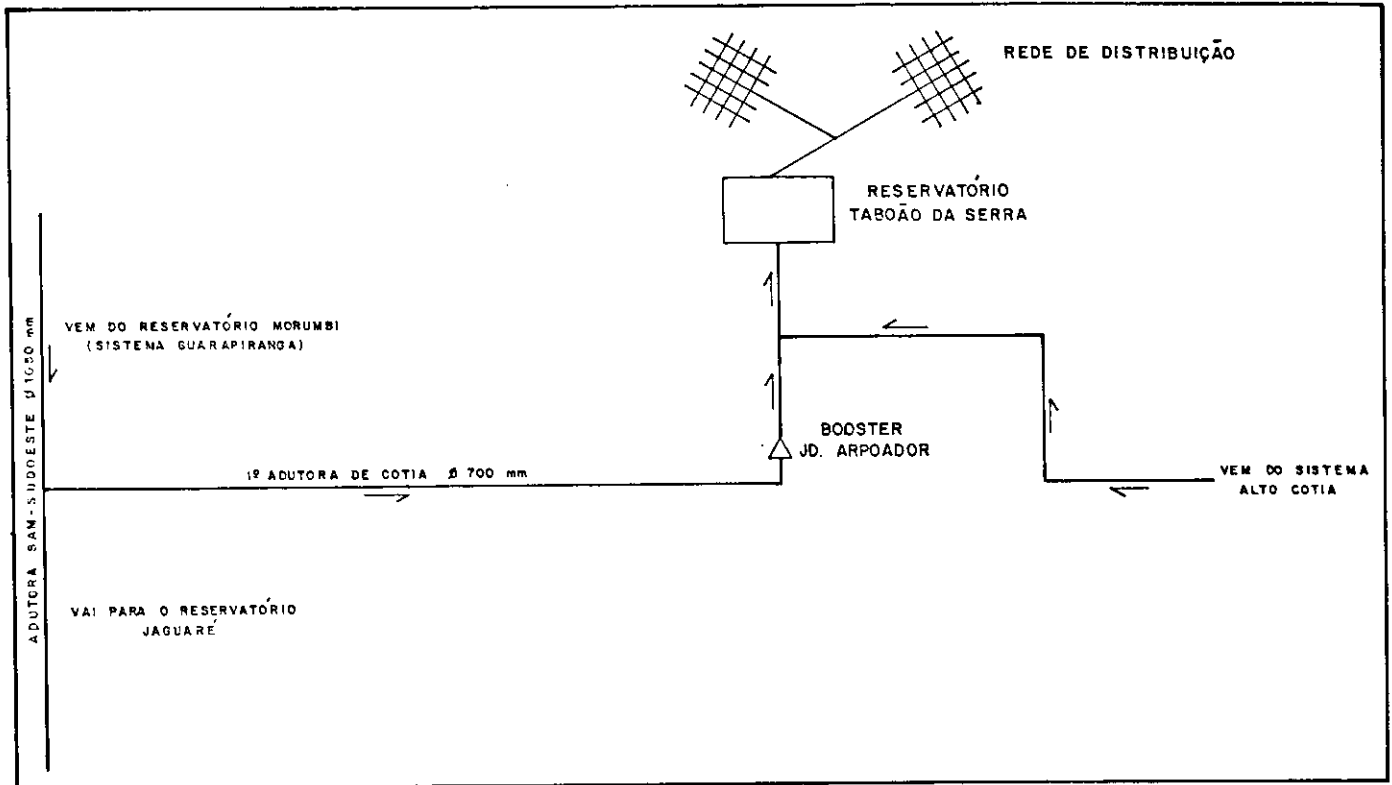 REDE DE DISTRIBUIÇÃO
RESERVATÓRIO
TABOÃO DA SERRA
VEM DO RESERVATÓRIO MORUMBI
(SISTEMA GUARAPIRANGA)
ADUTORA SAM-SUDOESTE Ø 1050 mm
BOOSTER
JD. ARPOADOR
1ª ADUTORA DE COTIA Ø 700 mm
VEM DO SISTEMA
ALTO COTIA
VAI PARA O RESERVATÓRIO
JAGUARÉ